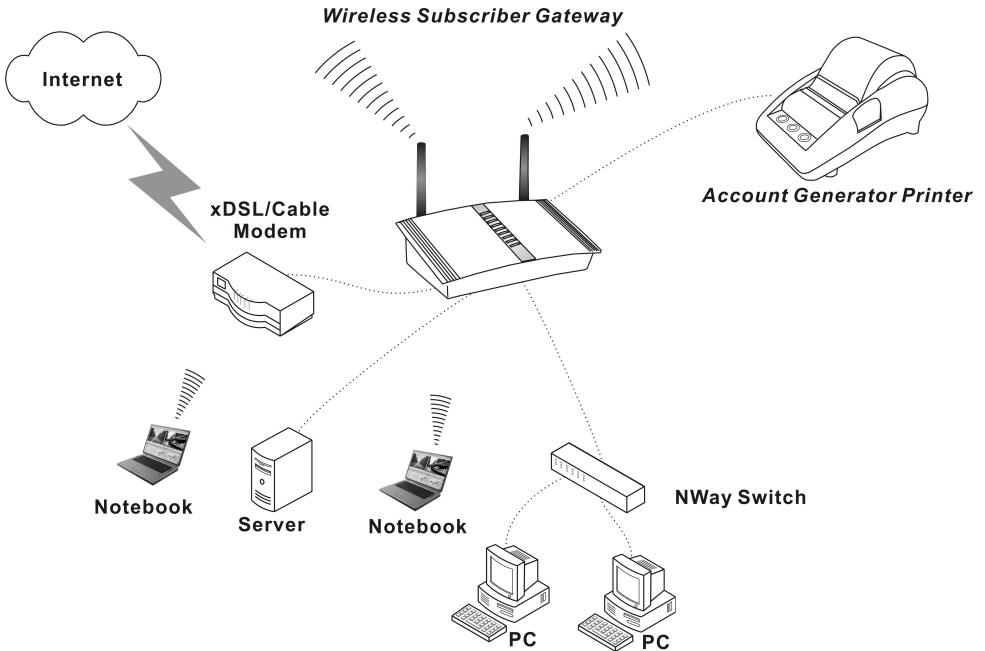 Wireless Subscriber Gateway
Internet
Account Generator Printer
xDSL/Cable
Modem
Notebook
Server
Notebook
NWay Switch
PC
PC